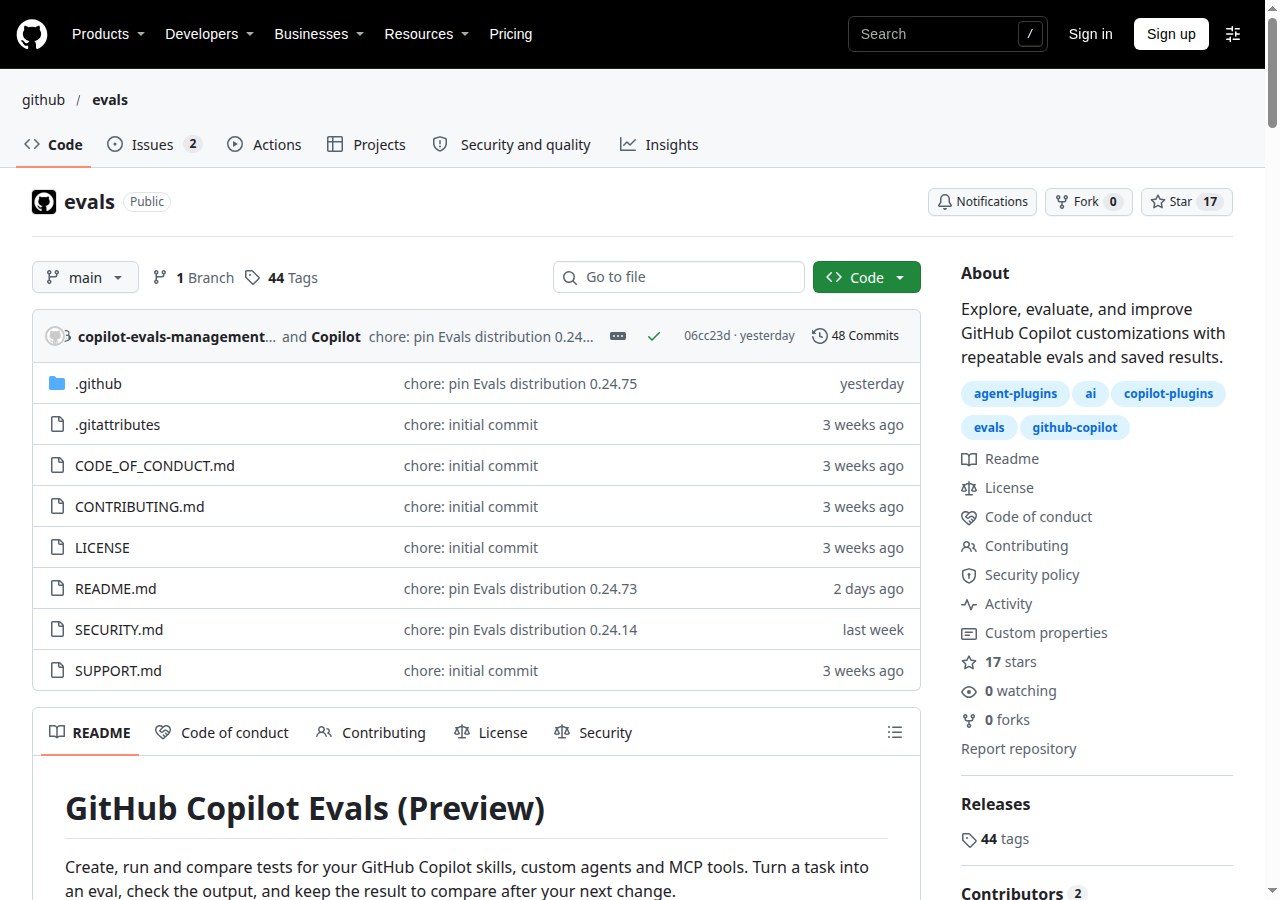 Products Developers Businesses Resources Pricing Search / Sign in Sign up
github / evals
Code Issues 2 Actions Projects Security and quality Insights
evals Public Notifications Fork 0 Star 17
main 1 Branch 44 Tags Go to file Code
copilot-evals-management... and Copilot chore: pin Evals distribution 0.24... 06cc23d · yesterday 48 Commits
.github chore: pin Evals distribution 0.24.75 yesterday
.gitattributes chore: initial commit 3 weeks ago
CODE_OF_CONDUCT.md chore: initial commit 3 weeks ago
CONTRIBUTING.md chore: initial commit 3 weeks ago
LICENSE chore: initial commit 3 weeks ago
README.md chore: pin Evals distribution 0.24.73 2 days ago
SECURITY.md chore: pin Evals distribution 0.24.14 last week
SUPPORT.md chore: initial commit 3 weeks ago
README Code of conduct Contributing License Security
GitHub Copilot Evals (Preview)
Create, run and compare tests for your GitHub Copilot skills, custom agents and MCP tools. Turn a task into
an eval, check the output, and keep the result to compare after your next change.
About
Explore, evaluate, and improve
GitHub Copilot customizations with
repeatable evals and saved results.
agent-plugins ai copilot-plugins
evals github-copilot
Readme
License
Code of conduct
Contributing
Security policy
Activity
Custom properties
17 stars
0 watching
0 forks
Report repository
Releases
44 tags
Contributors 2